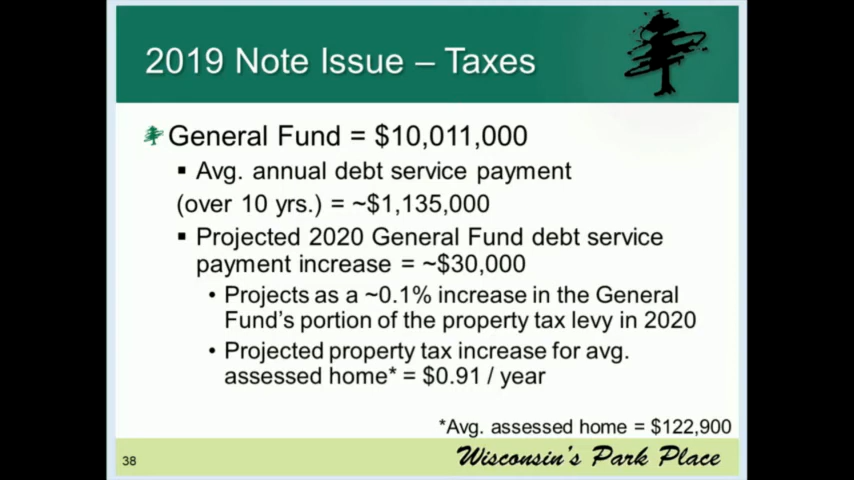 2019 Note Issue – Taxes
General Fund = $10,011,000
▪ Avg. annual debt service payment
(over 10 yrs.) = ~$1,135,000
▪ Projected 2020 General Fund debt service
payment increase = ~$30,000
• Projects as a ~0.1% increase in the General
Fund's portion of the property tax levy in 2020
• Projected property tax increase for avg.
assessed home* = $0.91 / year
*Avg. assessed home = $122,900
38
Wisconsin's Park Place